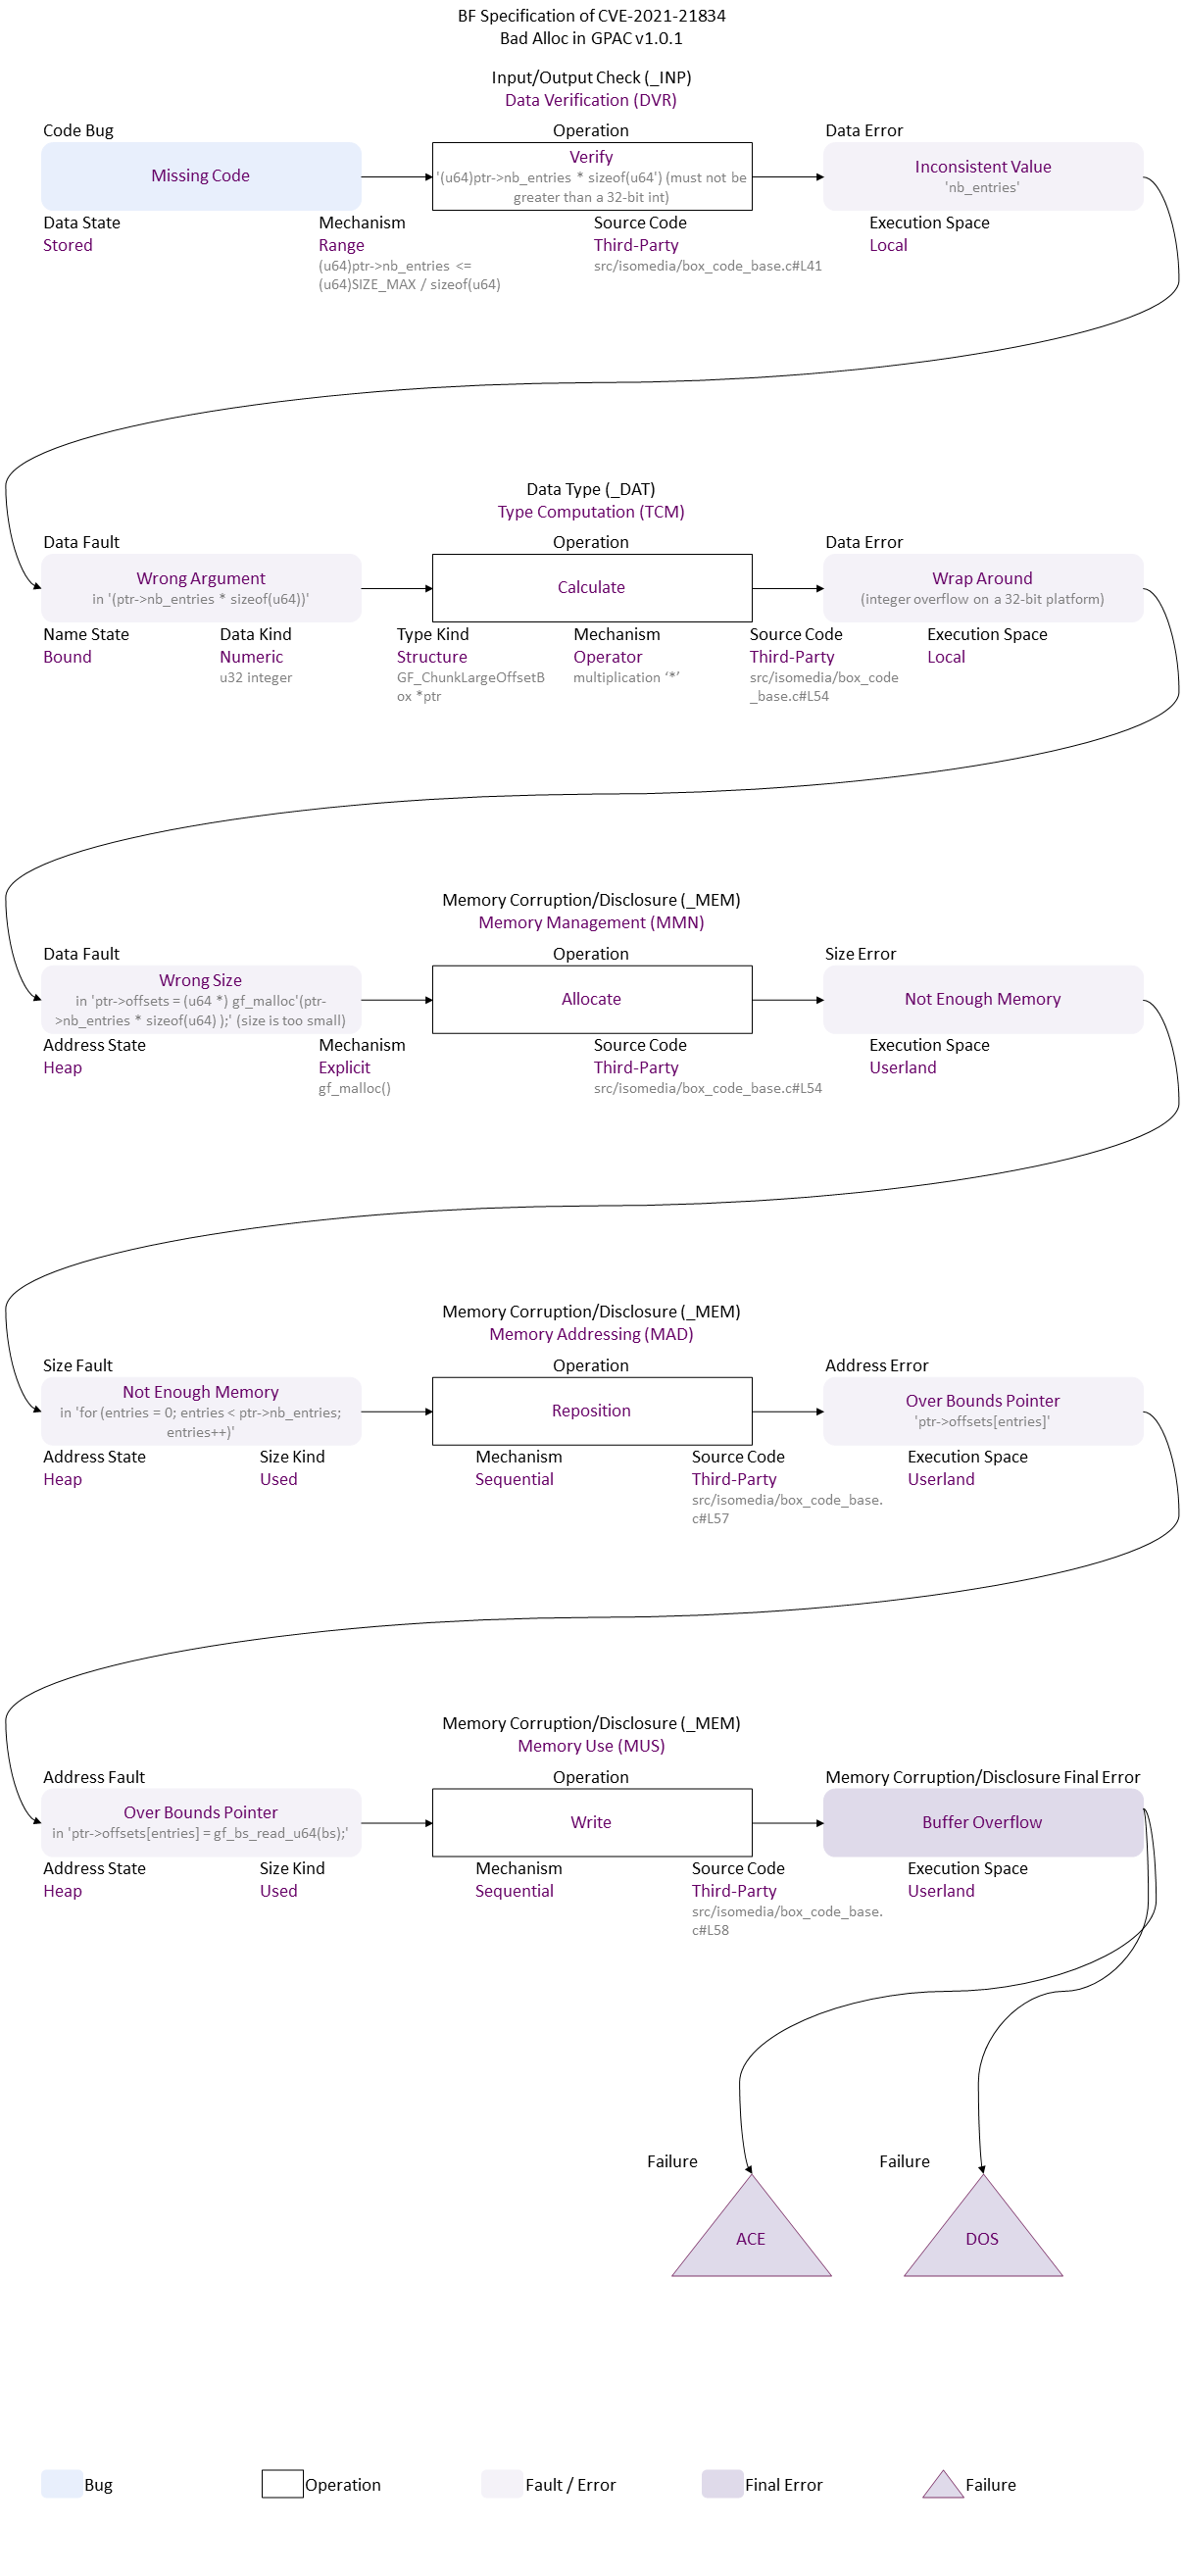 BF Specification of CVE-2021-21834
Bad Alloc in GPAC v1.0.1
Input/Output Check (_INP)
Data Verification (DVR)
Code Bug
Operation
Data Error
Missing Code
Verify
'(u64)ptr->nb_entries * sizeof(u64') (must not be
greater than a 32-bit int)
Inconsistent Value
'nb_entries'
Data State
Mechanism
Source Code
Execution Space
Stored
Range
Third-Party
Local
(u64)ptr->nb_entries <=
(u64)SIZE_MAX / sizeof(u64)
src/isomedia/box_code_base.c#L41
Data Type (_DAT)
Type Computation (TCM)
Data Fault
Operation
Data Error
Wrong Argument
in '(ptr->nb_entries * sizeof(u64))'
Calculate
Wrap Around
(integer overflow on a 32-bit platform)
Name State
Data Kind
Type Kind
Mechanism
Source Code
Execution Space
Bound
Numeric
Structure
Operator
Third-Party
Local
u32 integer
GF_ChunkLargeOffsetB
ox *ptr
multiplication ‘*’
src/isomedia/box_code
_base.c#L54
Memory Corruption/Disclosure (_MEM)
Memory Management (MMN)
Data Fault
Operation
Size Error
Wrong Size
in 'ptr->offsets = (u64 *) gf_malloc'(ptr-
>nb_entries * sizeof(u64) );' (size is too small)
Allocate
Not Enough Memory
Address State
Mechanism
Source Code
Execution Space
Heap
Explicit
Third-Party
Userland
gf_malloc()
src/isomedia/box_code_base.c#L54
Memory Corruption/Disclosure (_MEM)
Memory Addressing (MAD)
Size Fault
Operation
Address Error
Not Enough Memory
in 'for (entries = 0; entries < ptr->nb_entries;
entries++)'
Reposition
Over Bounds Pointer
'ptr->offsets[entries]'
Address State
Size Kind
Mechanism
Source Code
Execution Space
Heap
Used
Sequential
Third-Party
Userland
src/isomedia/box_code_base.
c#L57
Memory Corruption/Disclosure (_MEM)
Memory Use (MUS)
Address Fault
Operation
Memory Corruption/Disclosure Final Error
Over Bounds Pointer
in 'ptr->offsets[entries] = gf_bs_read_u64(bs);'
Write
Buffer Overflow
Address State
Size Kind
Mechanism
Source Code
Execution Space
Heap
Used
Sequential
Third-Party
Userland
src/isomedia/box_code_base.
c#L58
Failure
Failure
ACE
DOS
Bug
Operation
Fault / Error
Final Error
Failure